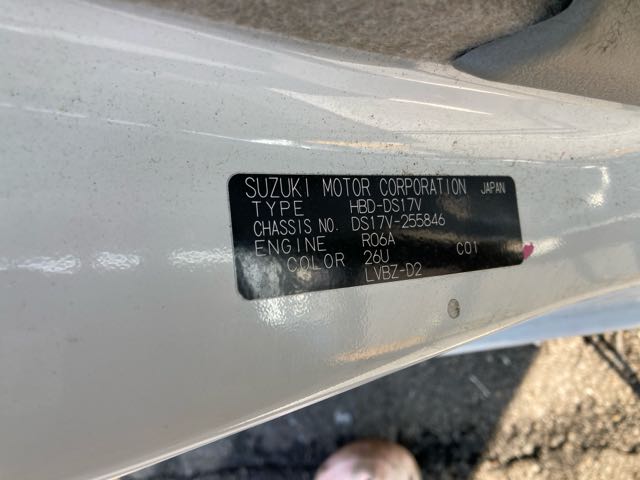 SUZUKI MOTOR CORPORATION JAPAN
TYPE HBD-DS17V
CHASSIS NO. DS17V-255846
ENGINE R06A C01
COLOR 26U
LVBZ-D2